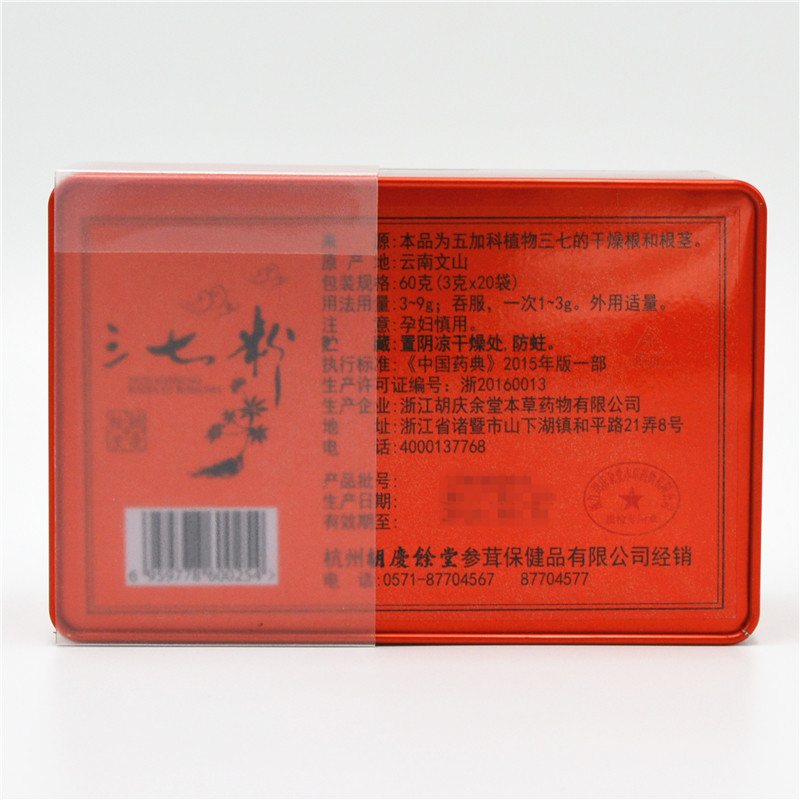 三七粉
来 源:本品为五加科植物三七的干燥根和根茎。
原 产 地:云南文山
包装规格:60克(3克x20袋)
用法用量:3~9g;吞服,一次1~3g。外用适量。
注 意:孕妇慎用。
贮 藏:置阴凉干燥处,防蛀。
执行标准:《中国药典》2015年版一部
生产许可证编号:浙20160013
生产企业:浙江胡庆余堂本草药物有限公司
地 址:浙江省诸暨市山下湖镇和平路21弄8号
电 话:4000137768
产品批号:
生产日期:
有效期至:
6 959778 600254 >
杭州胡慶餘堂参茸保健品有限公司经销
电 话:0571-87704567 87704577